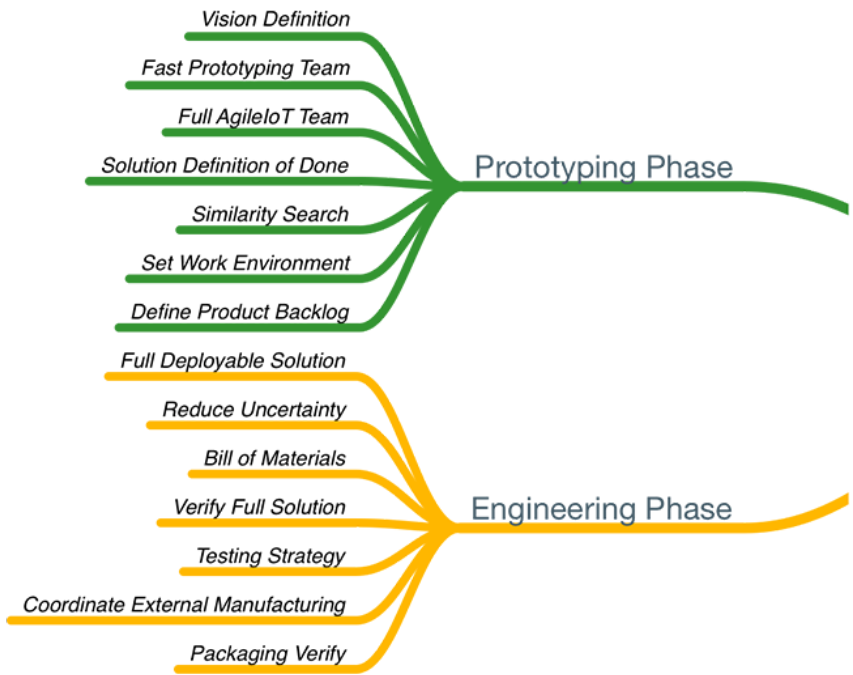 Vision Definition
Fast Prototyping Team
Full AgileIoT Team
Solution Definition of Done
Prototyping Phase
Similarity Search
Set Work Environment
Define Product Backlog
Full Deployable Solution
Reduce Uncertainty
Bill of Materials
Verify Full Solution
Engineering Phase
Testing Strategy
Coordinate External Manufacturing
Packaging Verify